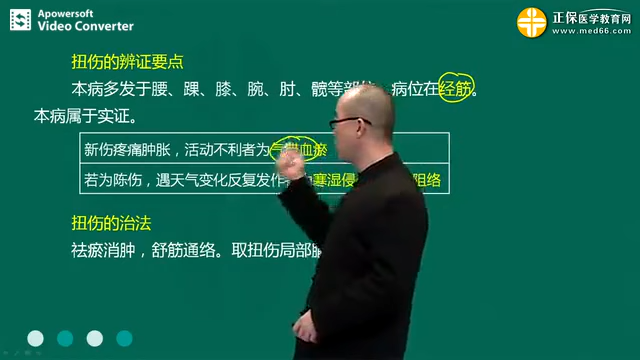 Apowersoft
Video Converter
正保医学教育网
www.med66.com
扭伤的辨证要点
本病多发于腰、踝、膝、腕、肘、髋等部位，病位在经筋。
本病属于实证。
新伤疼痛肿胀，活动不利者为气滞血瘀
若为陈伤，遇天气变化反复发作 寒湿侵 阻络
扭伤的治法
祛瘀消肿，舒筋通络。取扭伤局部